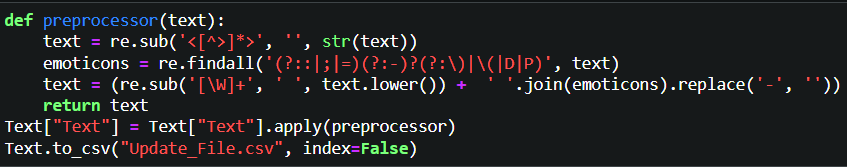 def preprocessor(text):
    text = re.sub('<[^>]*>', '', str(text))
    emoticons = re.findall('(?::|;|=)(?:-)?(?:\)|\(|D|P)', text)
    text = (re.sub('[\W]+', ' ', text.lower()) +  ' '.join(emoticons).replace('-', ''))
    return text
Text["Text"] = Text["Text"].apply(preprocessor)
Text.to_csv("Update_File.csv", index=False)